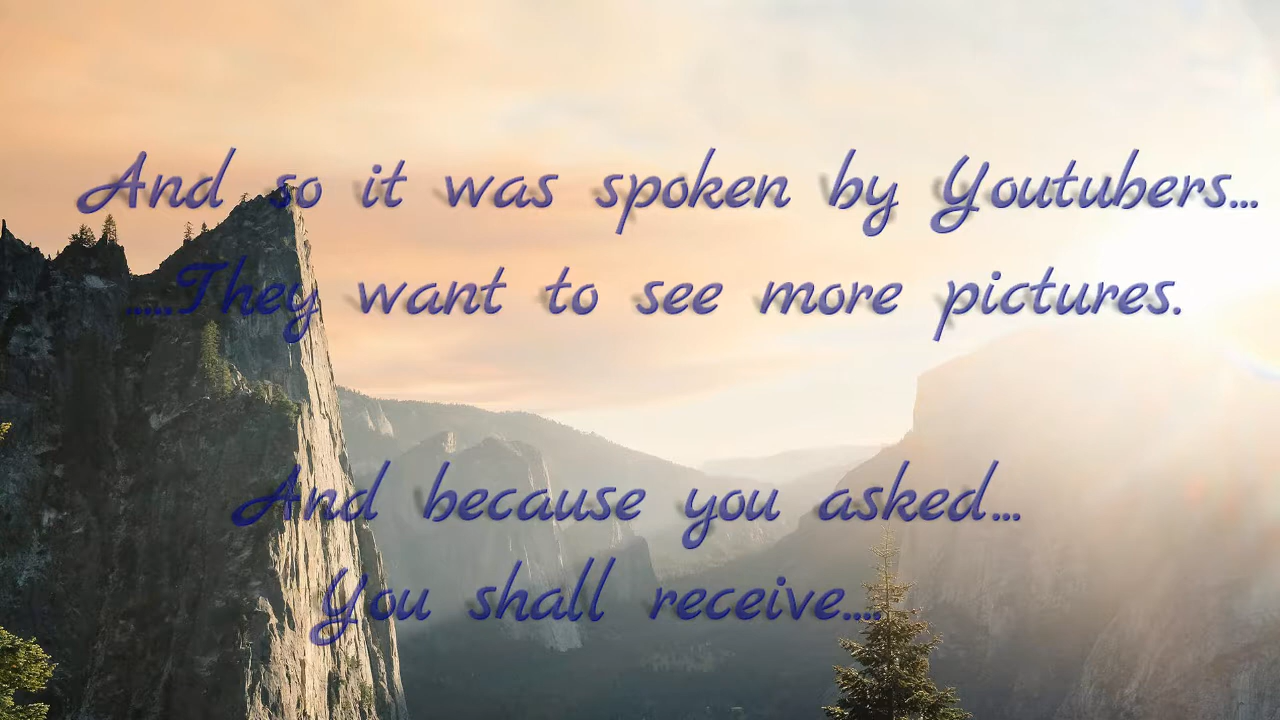 And so it was spoken by Youtubers...
.....They want to see more pictures.
And because you asked...
You shall receive....